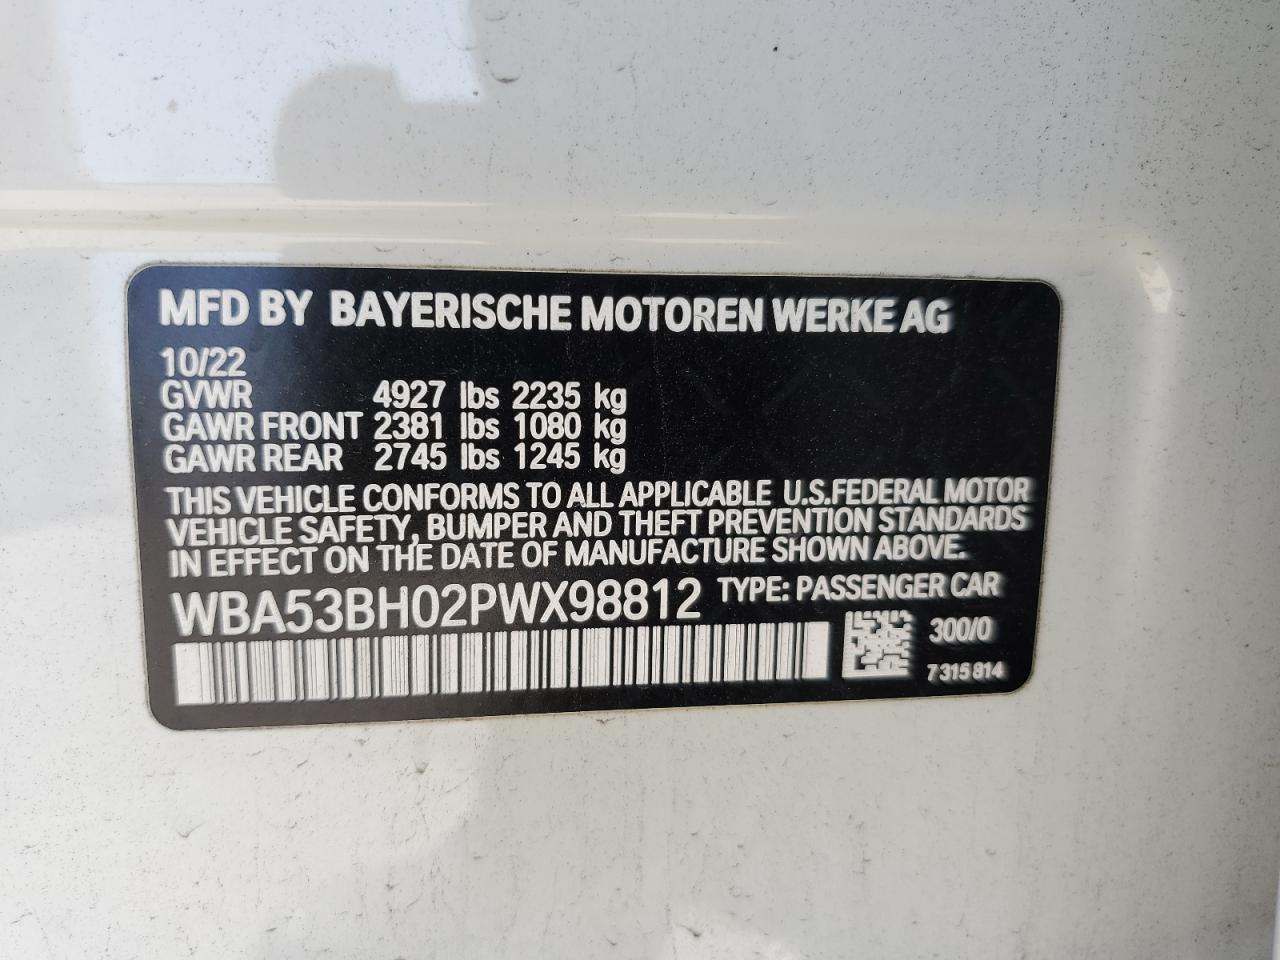 MFD BY BAYERISCHE MOTOREN WERKE AG
10/22
GVWR 4927 lbs 2235 kg
GAWR FRONT 2381 lbs 1080 kg
GAWR REAR 2745 lbs 1245 kg
THIS VEHICLE CONFORMS TO ALL APPLICABLE U.S.FEDERAL MOTOR
VEHICLE SAFETY, BUMPER AND THEFT PREVENTION STANDARDS
IN EFFECT ON THE DATE OF MANUFACTURE SHOWN ABOVE.
WBA53BH02PWX98812 TYPE: PASSENGER CAR
300/0
7 315 814